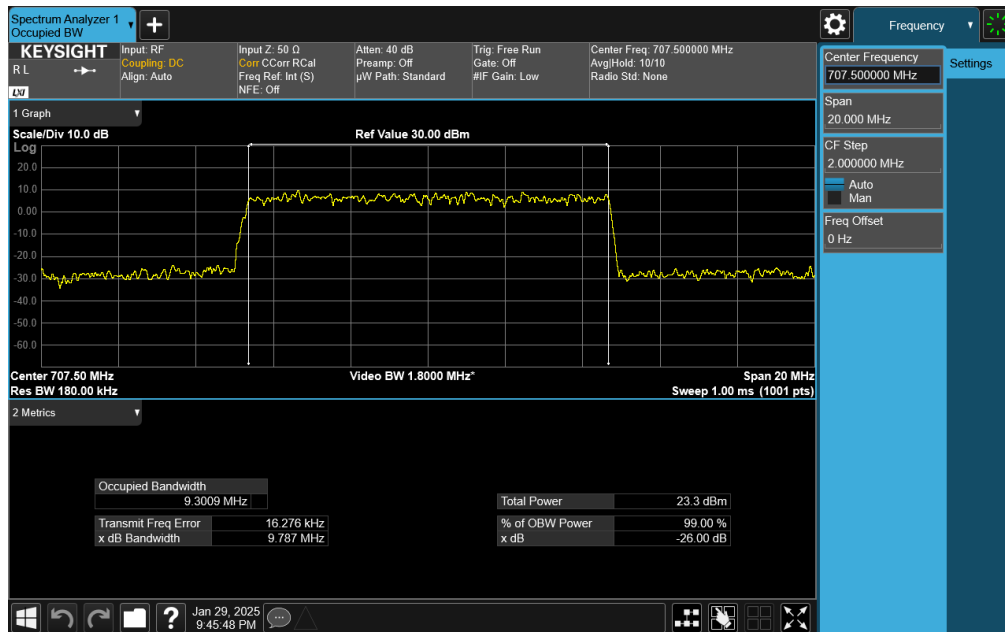 Spectrum Analyzer 1
Occupied BW
Frequency
KEYSIGHT
R L
LXI
Input: RF
Coupling: DC
Align: Auto
Input Z: 50 Ω
Corr CCorr RCal
Freq Ref: Int (S)
NFE: Off
Atten: 40 dB
Preamp: Off
µW Path: Standard
Trig: Free Run
Gate: Off
#IF Gain: Low
Center Freq: 707.500000 MHz
Avg|Hold: 10/10
Radio Std: None
Center Frequency
707.500000 MHz
Settings
Span
20.000 MHz
CF Step
2.000000 MHz
Auto
Man
Freq Offset
0 Hz
1 Graph
Scale/Div 10.0 dB
Ref Value 30.00 dBm
Log
20.0
10.0
0.00
-10.0
-20.0
-30.0
-40.0
-50.0
-60.0
Center 707.50 MHz
Video BW 1.8000 MHz*
Span 20 MHz
Res BW 180.00 kHz
Sweep 1.00 ms (1001 pts)
2 Metrics
Occupied Bandwidth
9.3009 MHz
Total Power 23.3 dBm
Transmit Freq Error 16.276 kHz
% of OBW Power 99.00 %
x dB Bandwidth 9.787 MHz
x dB -26.00 dB
?
Jan 29, 2025
9:45:48 PM